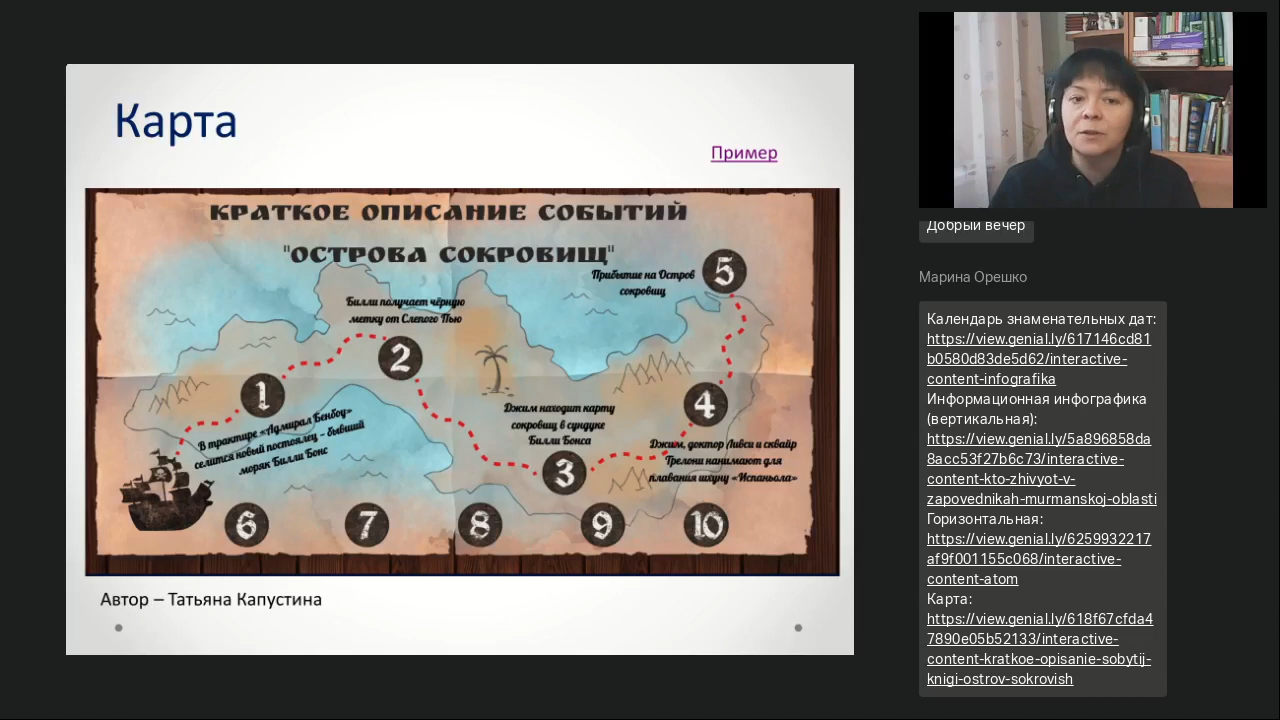 Карта
Пример
КРАТКОЕ ОПИСАНИЕ СОБЫТИЙ
"ОСТРОВА СОКРОВИЩ"
5
Прибытие на Остров
сокровищ
Билли получает чёрную
метку от Слепого Пью
2
1
4
В трактире «Адмирал Бенбоу»
селится новый постоялец – бывший
моряк Билли Бонс
Джим находит карту
сокровищ в сундуке
Билли Бонса
3
Джим, доктор Ливси и сквайр
Трелони нанимают для
плавания шхуну «Испаньола»
6 7 8 9 10
Автор – Татьяна Капустина
Добрый вечер
Марина Орешко
Календарь знаменательных дат:
https://view.genial.ly/617146cd81
b0580d83de5d62/interactive-
content-infografika
Информационная инфографика
(вертикальная):
https://view.genial.ly/5a896858da
8acc53f27b6c73/interactive-
content-kto-zhivyot-v-
zapovednikah-murmanskoj-oblasti
Горизонтальная:
https://view.genial.ly/6259932217
af9f001155c068/interactive-
content-atom
Карта:
https://view.genial.ly/618f67cfda4
7890e05b52133/interactive-
content-kratkoe-opisanie-sobytij-
knigi-ostrov-sokrovish